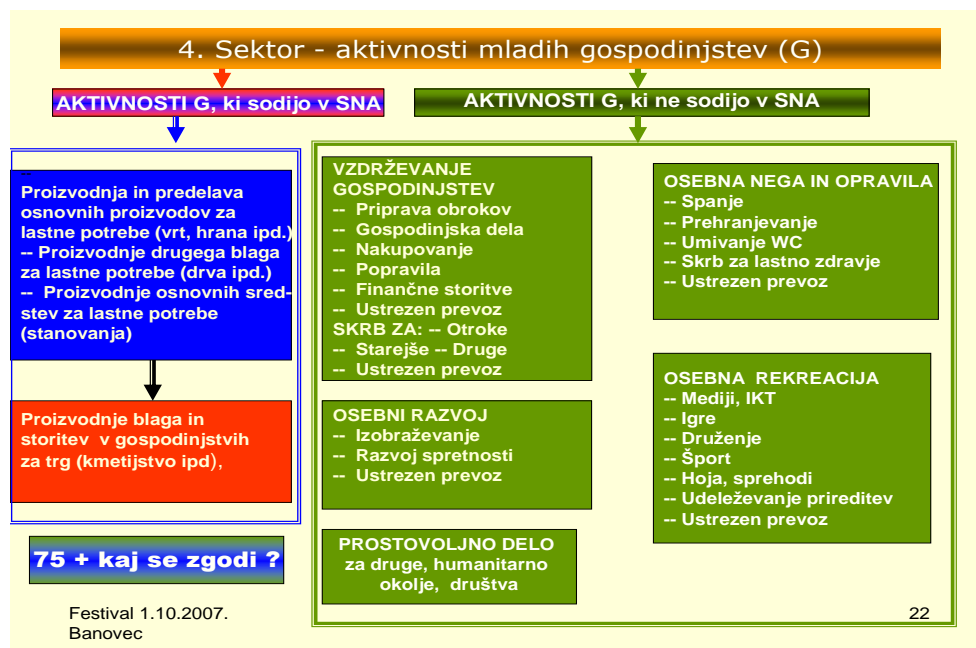 4. Sektor - aktivnosti mladih gospodinjstev (G)
AKTIVNOSTI G, ki sodijo v SNA
AKTIVNOSTI G, ki ne sodijo v SNA
--
Proizvodnja in predelava
osnovnih proizvodov za
lastne potrebe (vrt, hrana ipd.)
-- Proizvodnje drugega blaga
za lastne potrebe (drva ipd.)
-- Proizvodnje osnovnih sred-
stev za lastne potrebe
(stanovanja)
Proizvodnje blaga in
storitev v gospodinjstvih
za trg (kmetijstvo ipd),
75 + kaj se zgodi ?
VZDRŽEVANJE
GOSPODINJSTEV
-- Priprava obrokov
-- Gospodinjska dela
-- Nakupovanje
-- Popravila
-- Finančne storitve
-- Ustrezen prevoz
SKRB ZA: -- Otroke
-- Starejše -- Druge
-- Ustrezen prevoz
OSEBNI RAZVOJ
-- Izobraževanje
-- Razvoj spretnosti
-- Ustrezen prevoz
PROSTOVOLJNO DELO
za druge, humanitarno
okolje, društva
OSEBNA NEGA IN OPRAVILA
-- Spanje
-- Prehranjevanje
-- Umivanje WC
-- Skrb za lastno zdravje
-- Ustrezen prevoz
OSEBNA REKREACIJA
-- Mediji, IKT
-- Igre
-- Druženje
-- Šport
-- Hoja, sprehodi
-- Udeleževanje prireditev
-- Ustrezen prevoz
Festival 1.10.2007.
Banovec
22